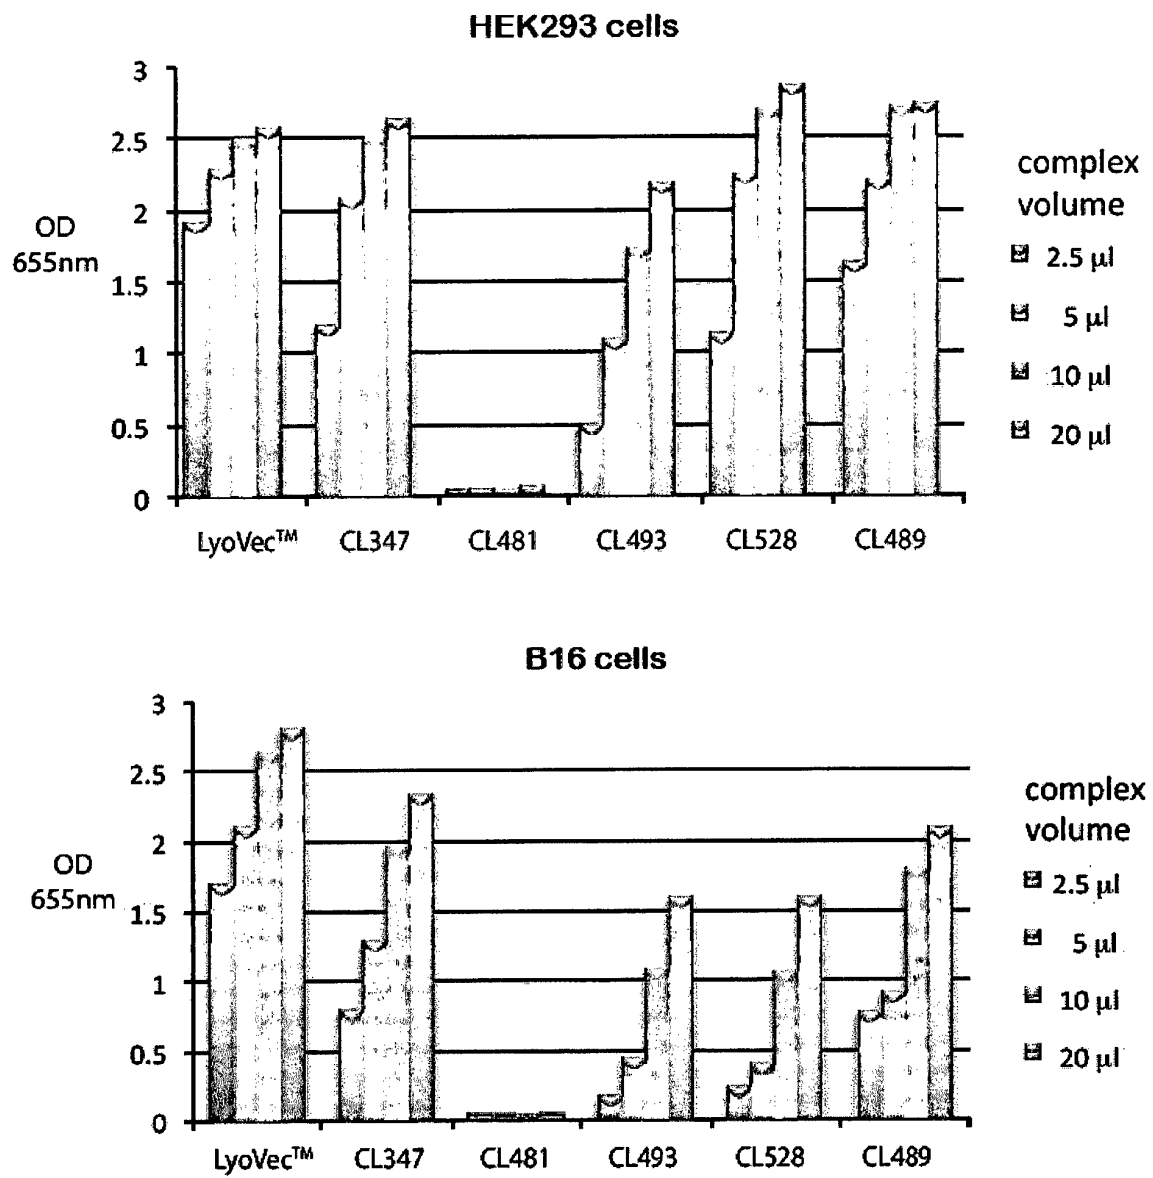 HEK293 cells
3
2.5
2
1.5
1
0.5
0
OD
655nm
LyoVec™ CL347 CL481 CL493 CL528 CL489
complex
volume
2.5 µl
5 µl
10 µl
20 µl
B16 cells
3
2.5
2
1.5
1
0.5
0
OD
655nm
LyoVec™ CL347 CL481 CL493 CL528 CL489
complex
volume
2.5 µl
5 µl
10 µl
20 µl